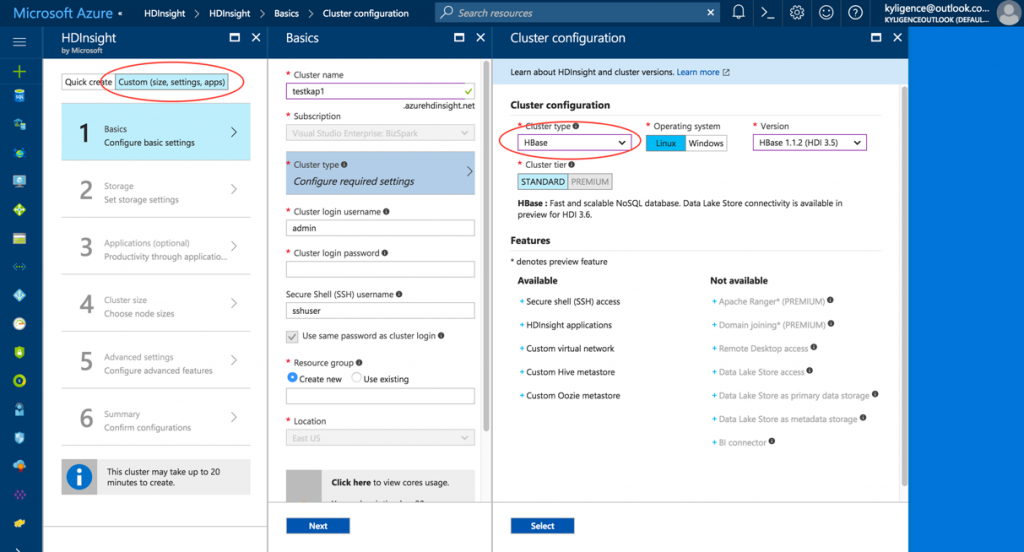 Microsoft Azure HDInsight > HDInsight > Basics > Cluster configuration
Search resources
kyligence@outlook.co...
KYLIGENCEOUTLOOK (DEFAUL...
HDInsight
by Microsoft
Quick create
Custom (size, settings, apps)
1
Basics
Configure basic settings
2
Storage
Set storage settings
3
Applications (optional)
Productivity through applicatio...
4
Cluster size
Choose node sizes
5
Advanced settings
Configure advanced features
6
Summary
Confirm configurations
This cluster may take up to 20
minutes to create.
Basics
* Cluster name
testkap1
.azurehdinsight.net
* Subscription
Visual Studio Enterprise: BizSpark
* Cluster type
Configure required settings
* Cluster login username
admin
* Cluster login password
Secure Shell (SSH) username
sshuser
Use same password as cluster login
* Resource group
Create new Use existing
* Location
East US
Click here to view cores usage.
Next
Cluster configuration
Learn about HDInsight and cluster versions. Learn more
Cluster configuration
* Cluster type * Operating system * Version
HBase Linux Windows HBase 1.1.2 (HDI 3.5)
* Cluster tier
STANDARD PREMIUM
HBase : Fast and scalable NoSQL database. Data Lake Store connectivity is available in
preview for HDI 3.6.
Features
* denotes preview feature
Available
+ Secure shell (SSH) access
+ HDInsight applications
+ Custom virtual network
+ Custom Hive metastore
+ Custom Oozie metastore
Not available
+ Apache Ranger* (PREMIUM)
+ Domain joining* (PREMIUM)
+ Remote Desktop access
+ Data Lake Store access
+ Data Lake Store as primary data storage
+ Data Lake Store as metadata storage
+ BI connector
Select